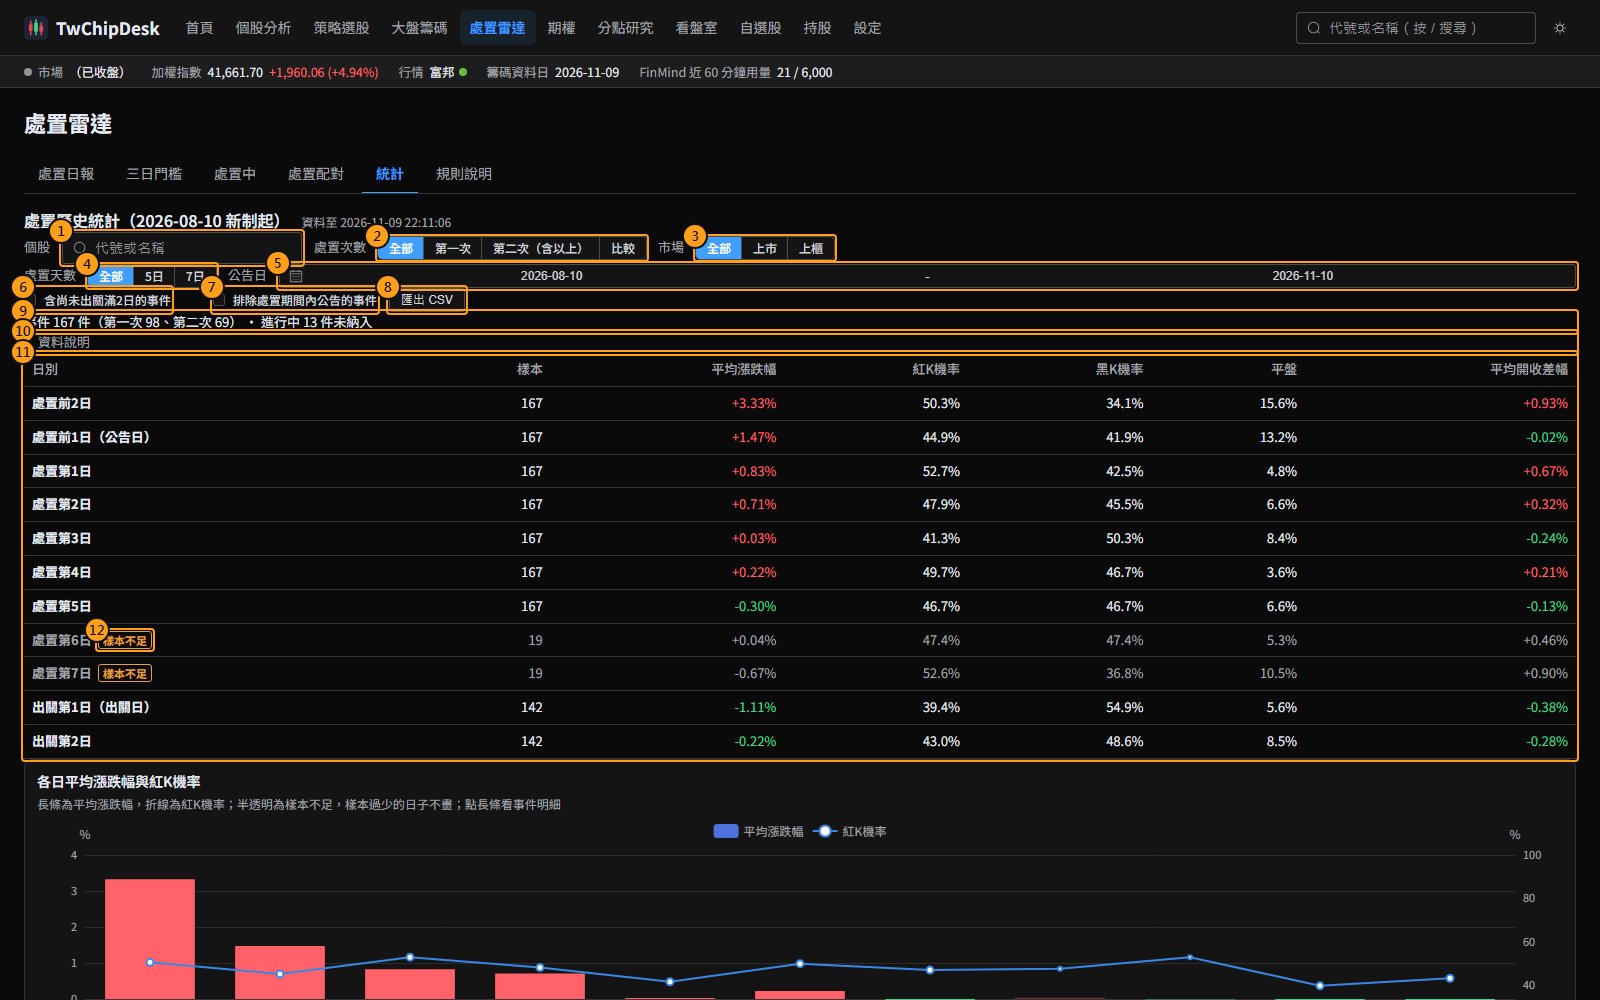 TwChipDesk 首頁 個股分析 策略選股 大盤籌碼 處置雷達 期權 分點研究 看盤室 自選股 持股 設定 代號或名稱 ( 按 / 搜尋 )
市場 (已收盤) 加權指數 41,661.70 +1,960.06 (+4.94%) 行情 富邦 籌碼資料日 2026-11-09 FinMind 近 60 分鐘用量 21 / 6,000
處置雷達
處置日報 三日門檻 處置中 處置配對 統計 規則說明
處置歷史統計(2026-08-10 新制起) 資料至 2026-11-09 22:11:06
個股 1 代號或名稱 處置次數 2 全部 第一次 第二次(含以上) 比較 市場 3 全部 上市 上櫃
處置天數 4 全部 5日 7日 公告日 5 2026-08-10 - 2026-11-10
6 含尚未出關滿2日的事件 7 排除處置期間內公告的事件 8 匯出 CSV
9 事件 167 件(第一次 98、第二次 69) · 進行中 13 件未納入
10 資料說明
11
日別 樣本 平均漲跌幅 紅K機率 黑K機率 平盤 平均開收差幅
處置前2日 167 +3.33% 50.3% 34.1% 15.6% +0.93%
處置前1日(公告日) 167 +1.47% 44.9% 41.9% 13.2% -0.02%
處置第1日 167 +0.83% 52.7% 42.5% 4.8% +0.67%
處置第2日 167 +0.71% 47.9% 45.5% 6.6% +0.32%
處置第3日 167 +0.03% 41.3% 50.3% 8.4% -0.24%
處置第4日 167 +0.22% 49.7% 46.7% 3.6% +0.21%
處置第5日 167 -0.30% 46.7% 46.7% 6.6% -0.13%
處置第6日 12 樣本不足 19 +0.04% 47.4% 47.4% 5.3% +0.46%
處置第7日 樣本不足 19 -0.67% 52.6% 36.8% 10.5% +0.90%
出關第1日(出關日) 142 -1.11% 39.4% 54.9% 5.6% -0.38%
出關第2日 142 -0.22% 43.0% 48.6% 8.5% -0.28%
各日平均漲跌幅與紅K機率
長條為平均漲跌幅，折線為紅K機率；半透明為樣本不足，樣本過少的日子不畫；點長條看事件明細
平均漲跌幅 紅K機率
% %
4 100
3 80
2 60
1
0 40